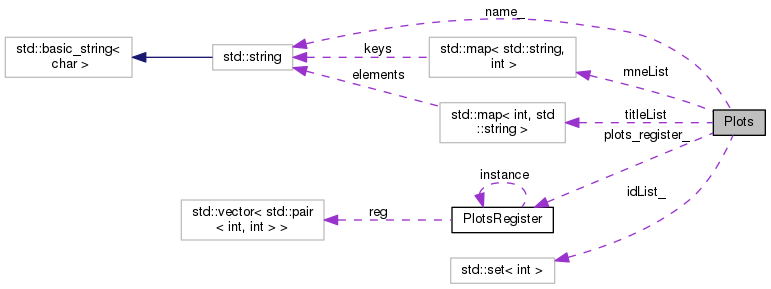 name_
std::basic_string<
char >
std::string
keys
std::map< std::string,
int >
mneList
elements
std::map< int, std
::string >
titleList
Plots
plots_register_
instance
idList_
std::vector< std::pair
< int, int > >
reg
PlotsRegister
std::set< int >